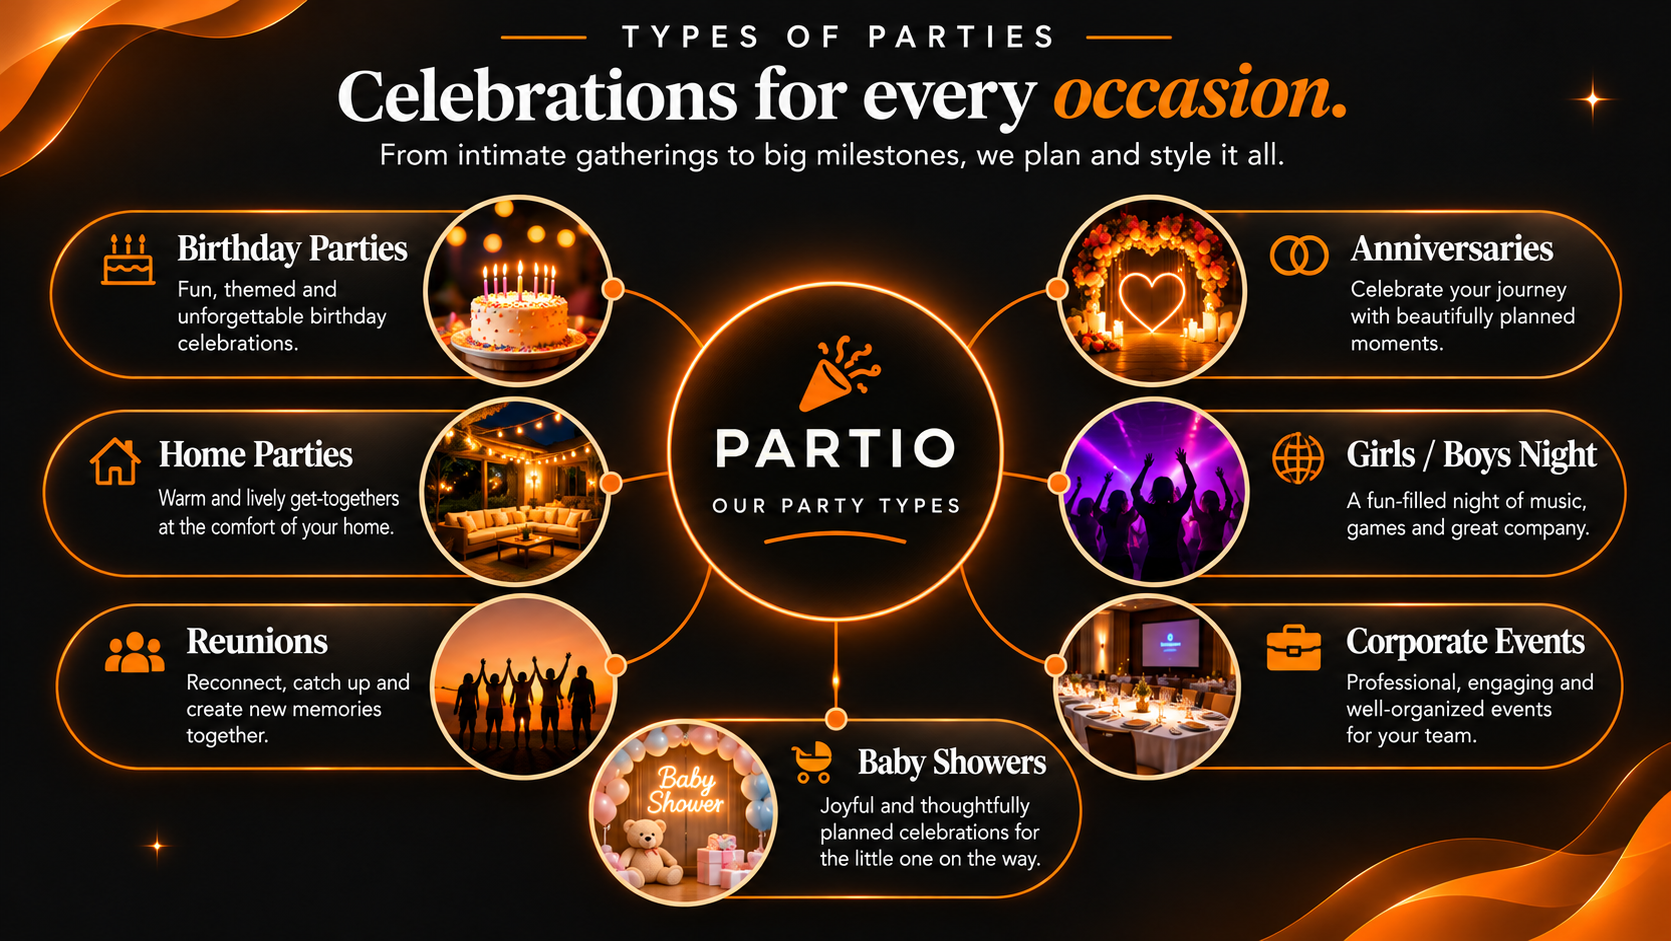 TYPES OF PARTIES
Celebrations for every occasion.
From intimate gatherings to big milestones, we plan and style it all.
Birthday Parties
Fun, themed and
unforgettable birthday
celebrations.
Home Parties
Warm and lively get-togethers
at the comfort of your home.
Reunions
Reconnect, catch up and
create new memories
together.
PARTIO
OUR PARTY TYPES
Anniversaries
Celebrate your journey
with beautifully planned
moments.
Girls / Boys Night
A fun-filled night of music,
games and great company.
Corporate Events
Professional, engaging and
well-organized events
for your team.
Baby
Shower
Baby Showers
Joyful and thoughtfully
planned celebrations for
the little one on the way.